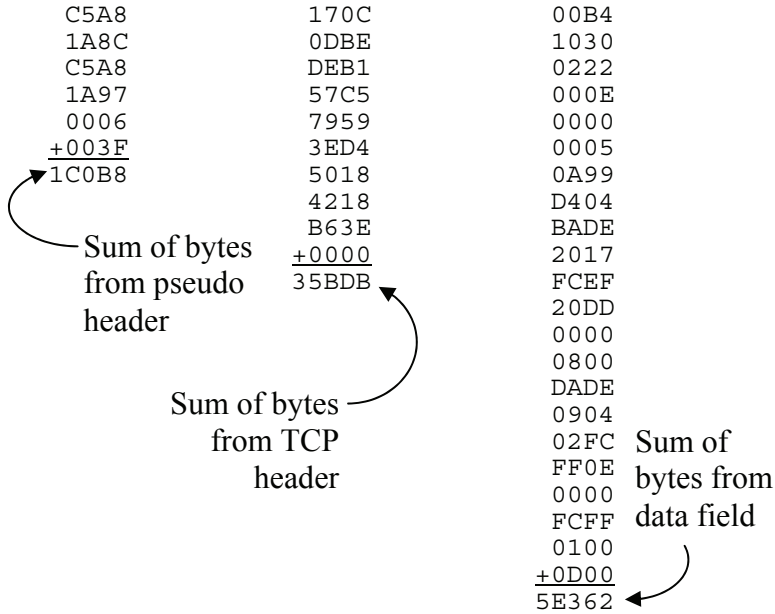 C5A8
1A8C
C5A8
1A97
0006
+003F
1C0B8
Sum of bytes
from pseudo
header
170C
0DBE
DEB1
57C5
7959
3ED4
5018
4218
B63E
+0000
35BDB
Sum of bytes
from TCP
header
00B4
1030
0222
000E
0000
0005
0A99
D404
BADE
2017
FCEF
20DD
0000
0800
DADE
0904
02FC
FF0E
0000
FCFF
0100
+0D00
5E362
Sum of
bytes from
data field